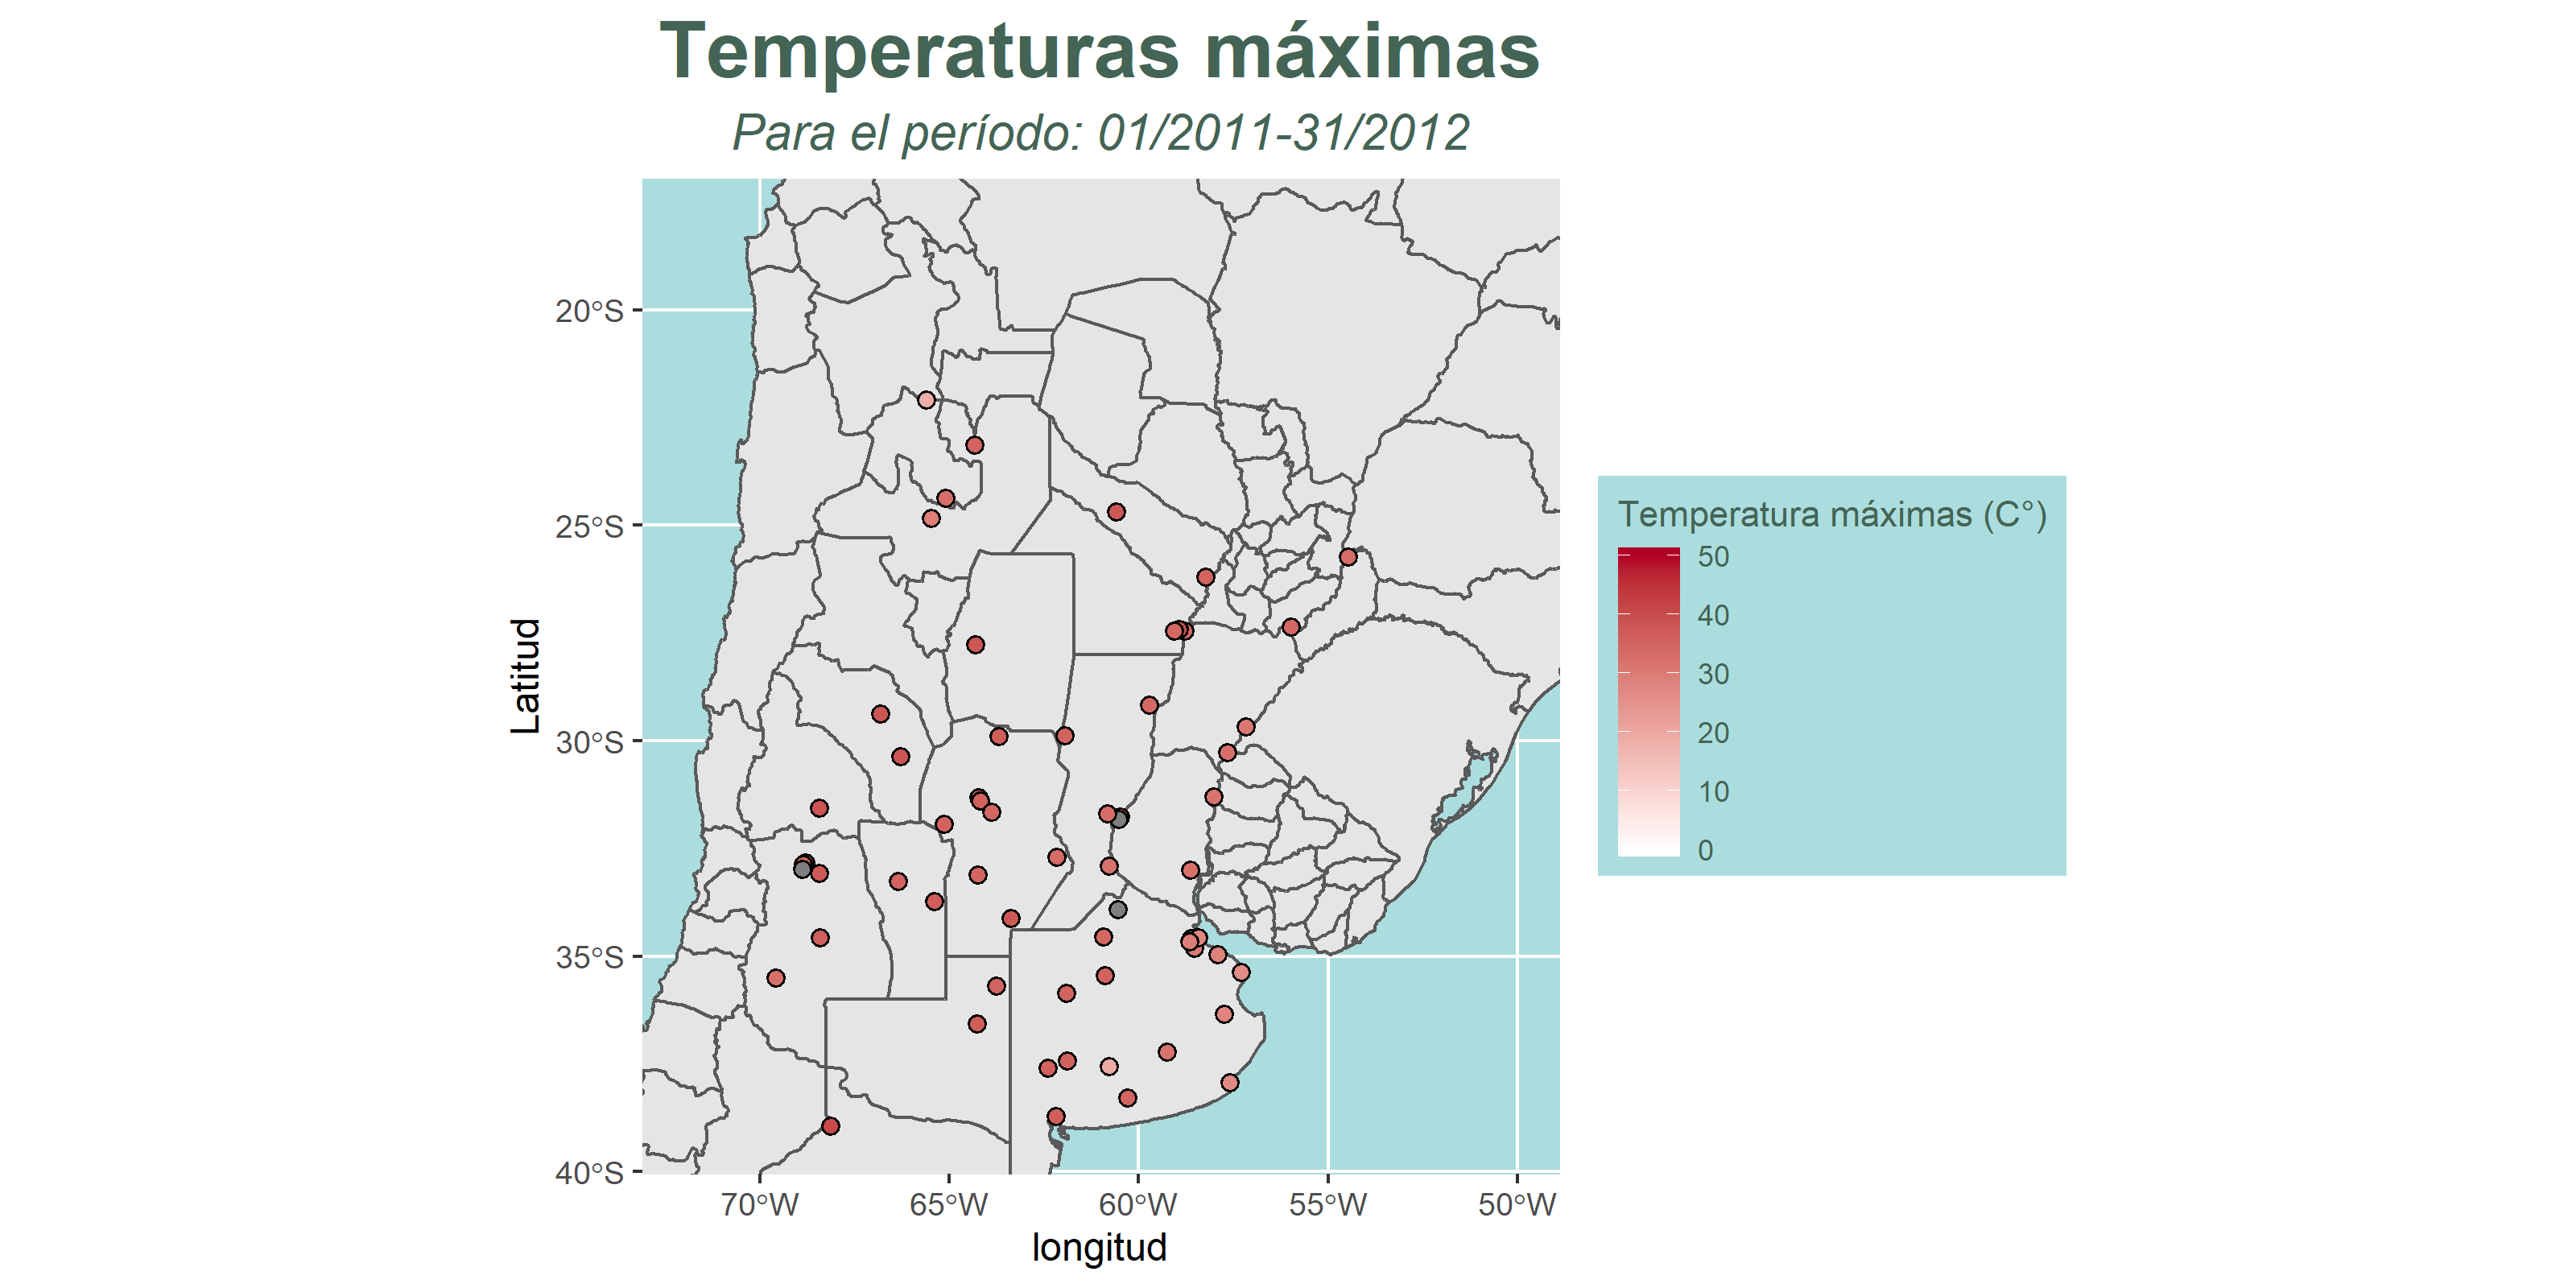 Temperaturas máximas
Para el período: 01/2011-31/2012
20°S
25°S
30°S
35°S
40°S
Latitud
70°W 65°W 60°W 55°W 50°W
longitud
Temperatura máximas (C°)
50
40
30
20
10
0